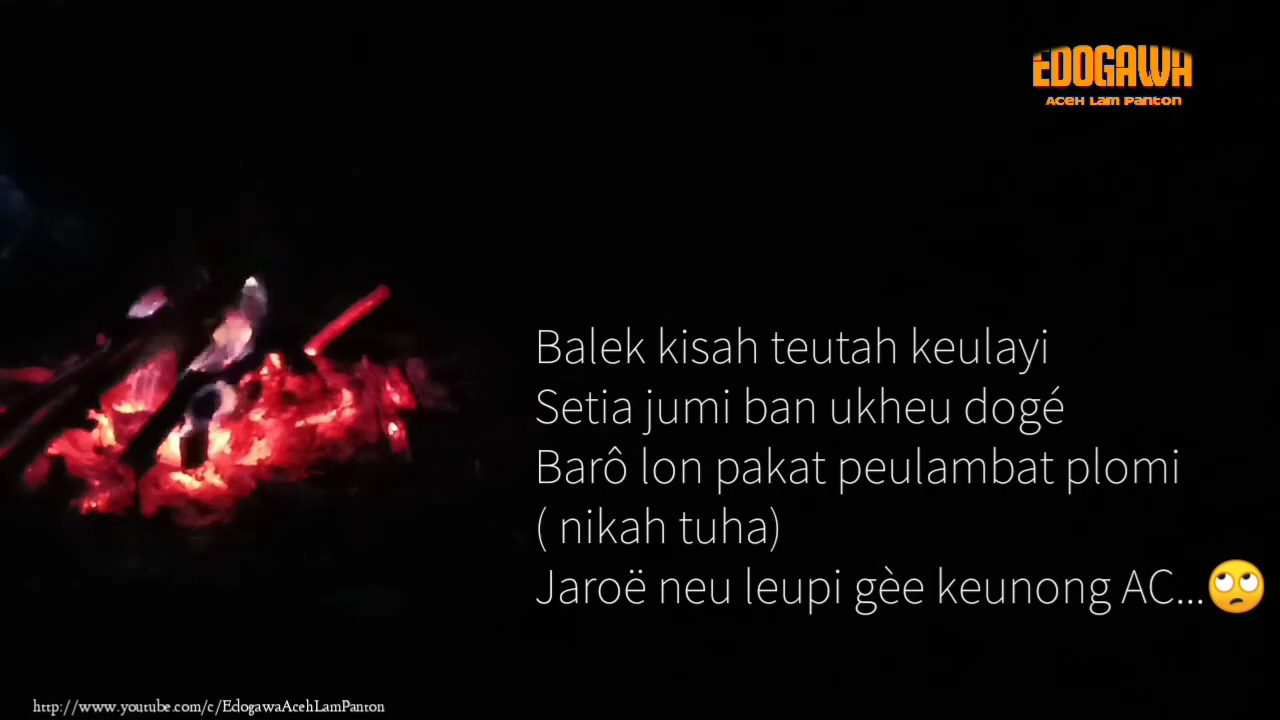 EDOGAWA
Aceh Lam Panton
Balek kisah teutah keulayi
Setia jumi ban ukheu dogé
Barô lon pakat peulambat plomi
( nikah tuha)
Jaroë neu leupi gèe keunong AC...🙄
http://www.youtube.com/c/EdogawaAcehLamPanton